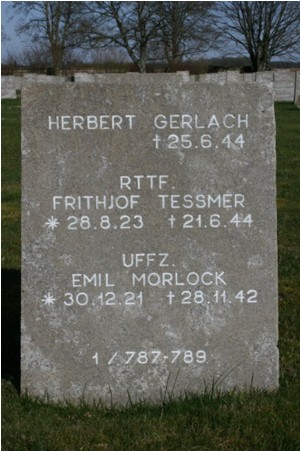 HERBERT GERLACH
†25.6.44
RTTF.
FRITHJOF TESSMER
*28.8.23 †21.6.44
UFFZ.
EMIL MORLOCK
*30.12.21 †28.11.42
1/787-789